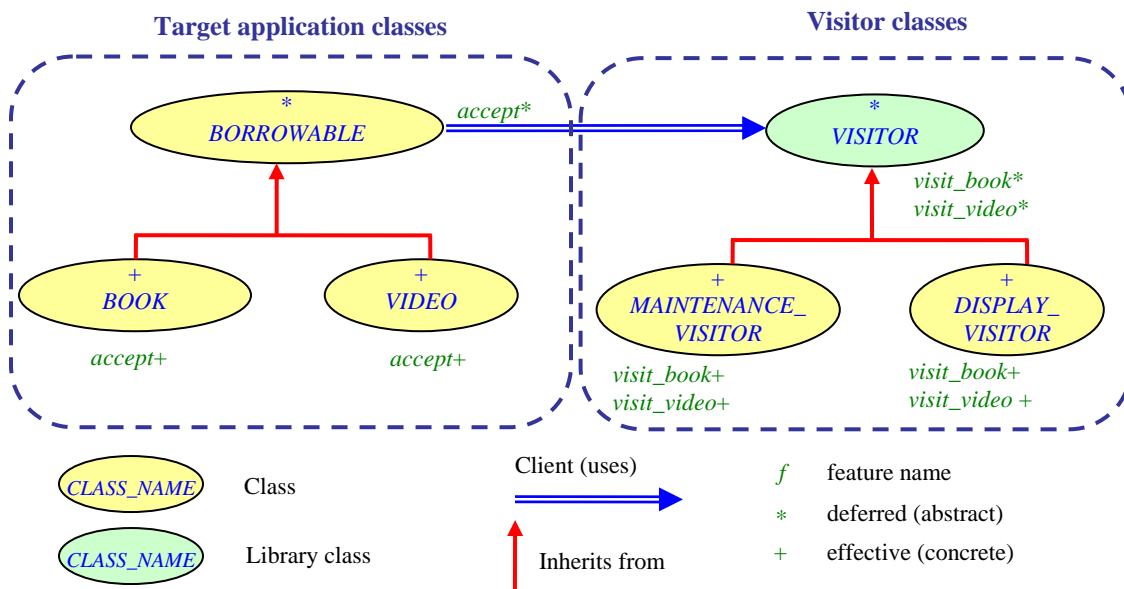 Target application classes
Visitor classes
*
BORROWABLE
accept*
*
VISITOR
visit_book*
visit_video*
+
BOOK
+
VIDEO
+
MAINTENANCE_
VISITOR
+
DISPLAY_
VISITOR
accept+
accept+
visit_book+
visit_video+
visit_book+
visit_video +
CLASS_NAME
Class
Client (uses)
f
feature name
*
deferred (abstract)
CLASS_NAME
Library class
Inherits from
+
effective (concrete)